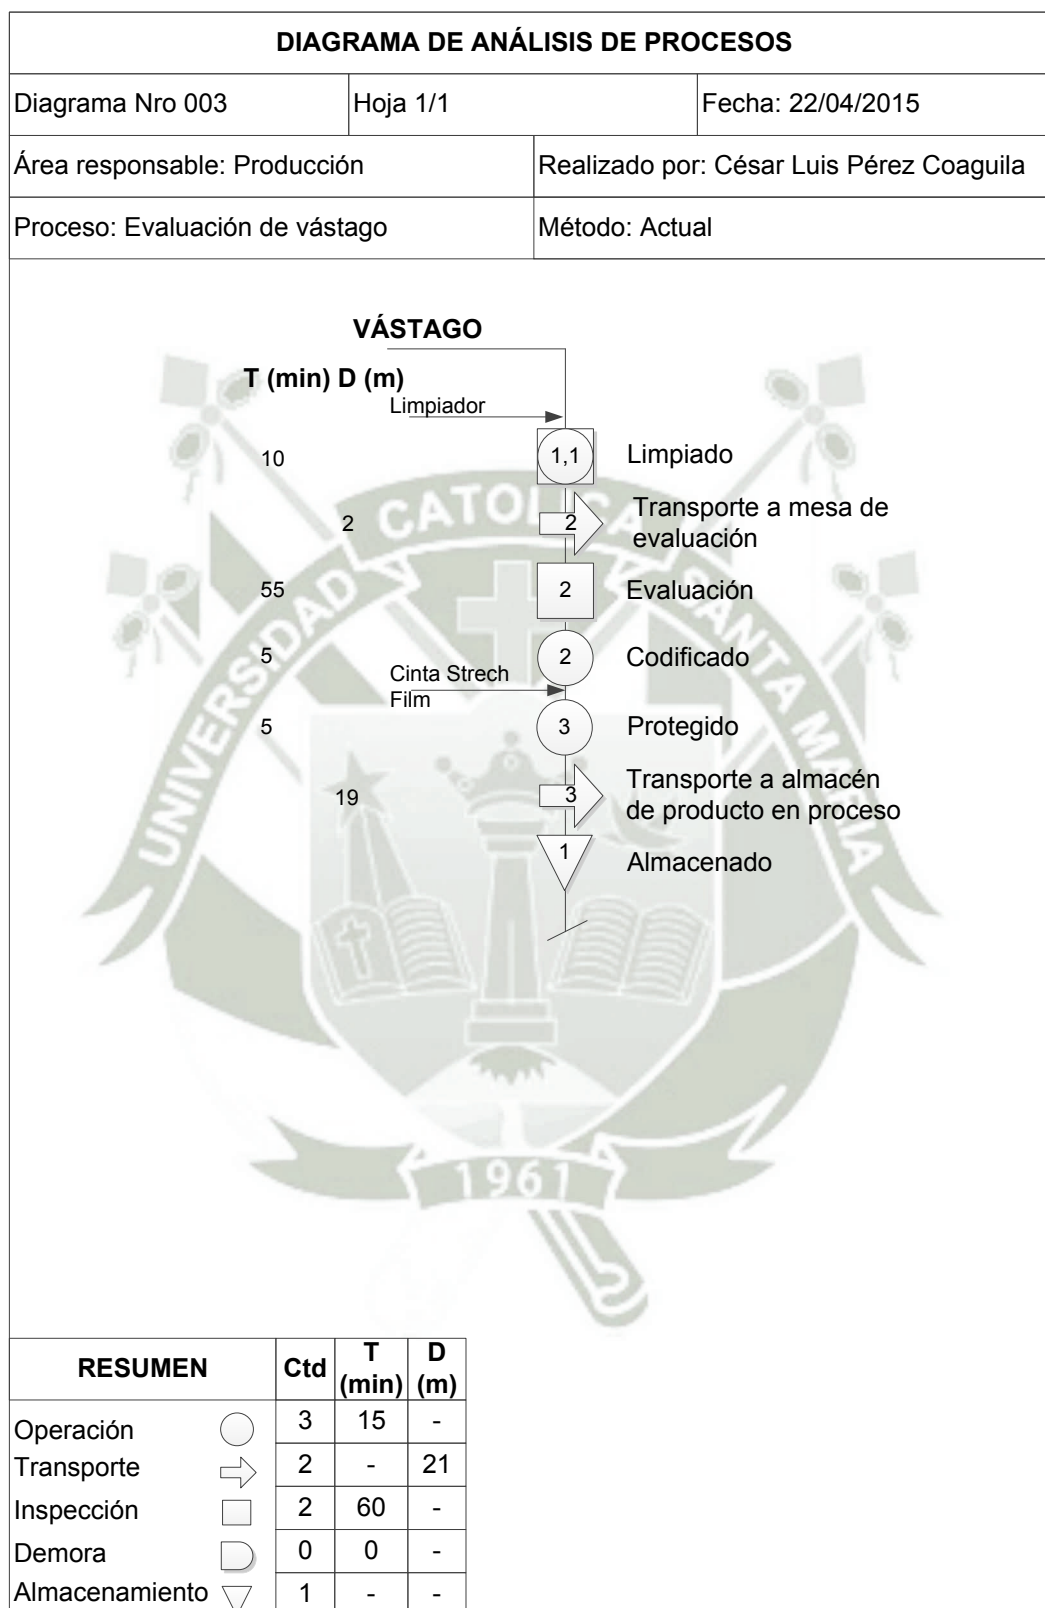 DIAGRAMA DE ANÁLISIS DE PROCESOS
Diagrama Nro 003 Hoja 1/1 Fecha: 22/04/2015
Área responsable: Producción Realizado por: César Luis Pérez Coaguila
Proceso: Evaluación de vástago Método: Actual
VÁSTAGO
T (min) D (m)
Limpiador
10 1,1 Limpiado
2 2 Transporte a mesa de
evaluación
55 2 Evaluación
5 2 Codificado
Cinta Strech
Film
5 3 Protegido
19 3 Transporte a almacén
de producto en proceso
1 Almacenado
UNIVERSIDAD CATOLICA SANTA MARIA
1961
RESUMEN Ctd T (min) D (m)
Operación 3 15 -
Transporte 2 - 21
Inspección 2 60 -
Demora 0 0 -
Almacenamiento 1 - -